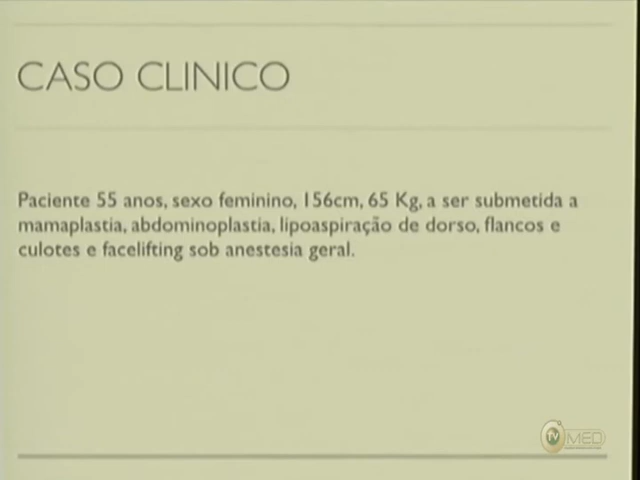 CASO CLINICO
Paciente 55 anos, sexo feminino, 156cm, 65 Kg, a ser submetida a
mamaplastia, abdominoplastia, lipoaspiração de dorso, flancos e
culotes e facelifting sob anestesia geral.
tv MED